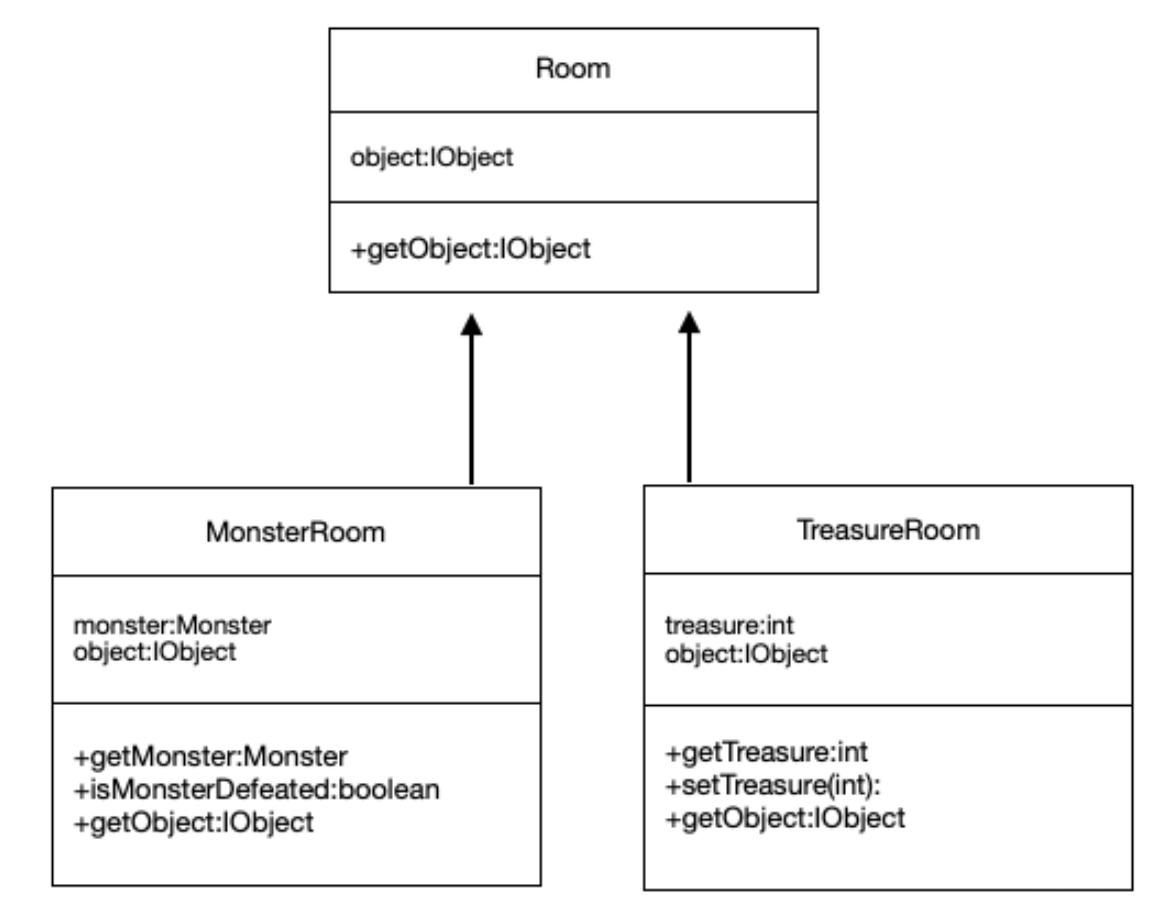 Room
object:IObject
+getObject:IObject
MonsterRoom
monster:Monster
object:IObject
+getMonster:Monster
+isMonsterDefeated:boolean
+getObject:IObject
TreasureRoom
treasure:int
object:IObject
+getTreasure:int
+setTreasure(int):
+getObject:IObject